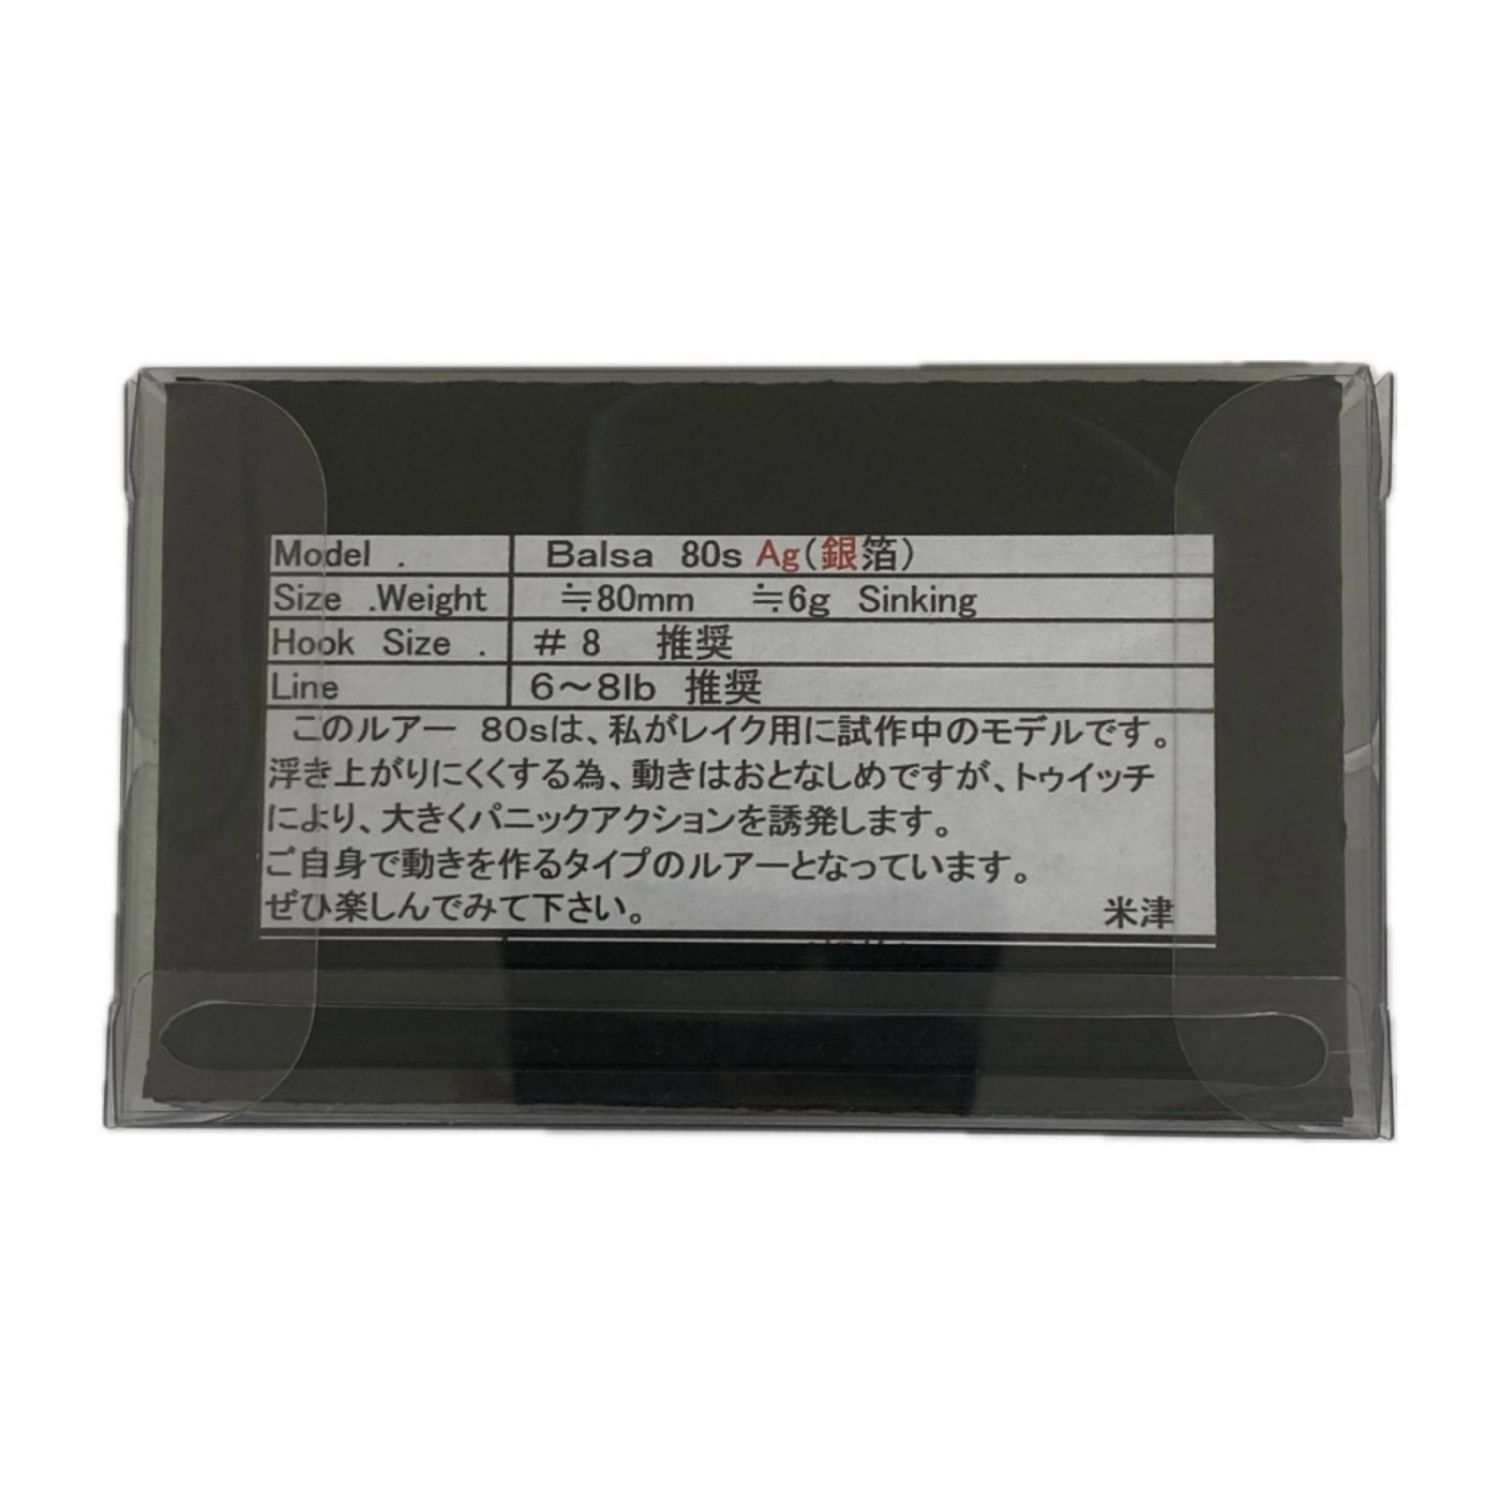 Model . Balsa 80s Ag(銀箔)
Size .Weight ≒80mm ≒6g Sinking
Hook Size . #8 推奨
Line 6～8lb 推奨
このルアー 80sは、私がレイク用に試作中のモデルです。
浮き上がりにくくする為、動きはおとなしめですが、トゥイッチ
により、大きくパニックアクションを誘発します。
ご自身で動きを作るタイプのルアーとなっています。
ぜひ楽しんでみて下さい。 米津